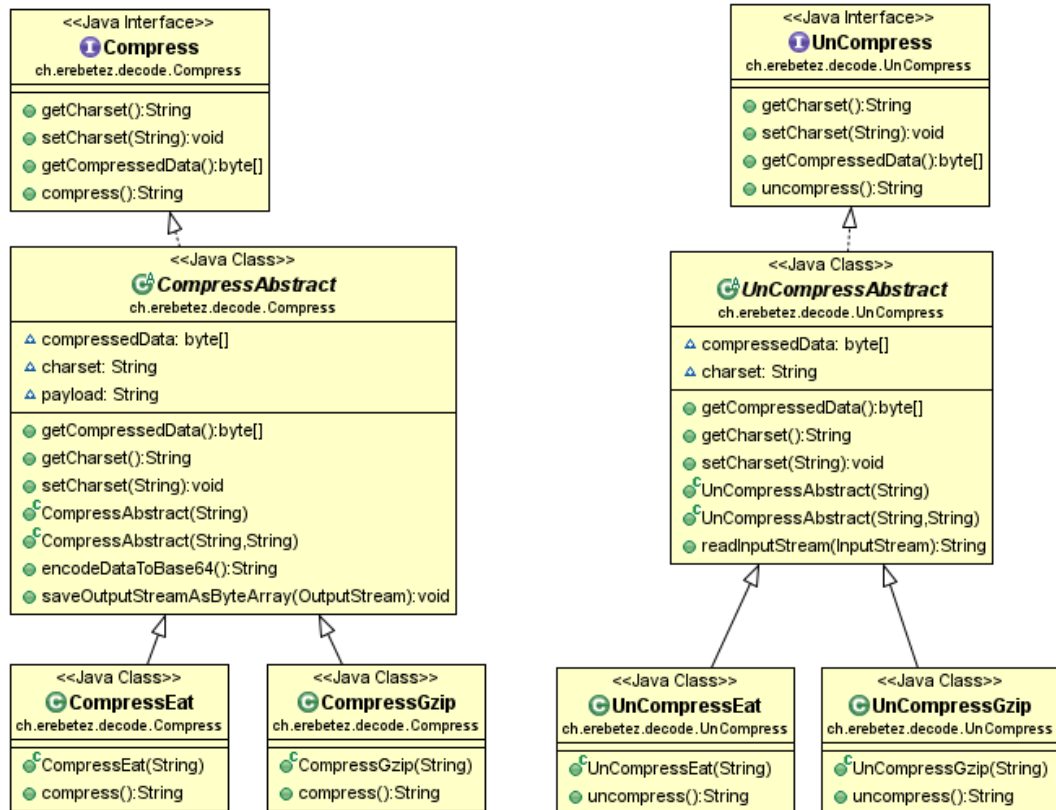 <<Java Interface>>
Compress
ch.erebetez.decode.Compress
getCharset():String
setCharset(String):void
getCompressedData():byte[]
compress():String
<<Java Class>>
CompressAbstract
ch.erebetez.decode.Compress
compressedData: byte[]
charset: String
payload: String
getCompressedData():byte[]
getCharset():String
setCharset(String):void
CompressAbstract(String)
CompressAbstract(String,String)
encodeDataToBase64():String
saveOutputStreamAsByteArray(OutputStream):void
<<Java Class>>
CompressEat
ch.erebetez.decode.Compress
CompressEat(String)
compress():String
<<Java Class>>
CompressGzip
ch.erebetez.decode.Compress
CompressGzip(String)
compress():String
<<Java Interface>>
UnCompress
ch.erebetez.decode.UnCompress
getCharset():String
setCharset(String):void
getCompressedData():byte[]
uncompress():String
<<Java Class>>
UnCompressAbstract
ch.erebetez.decode.UnCompress
compressedData: byte[]
charset: String
getCompressedData():byte[]
getCharset():String
setCharset(String):void
UnCompressAbstract(String)
UnCompressAbstract(String,String)
readInputStream(InputStream):String
<<Java Class>>
UnCompressEat
ch.erebetez.decode.UnCompress
UnCompressEat(String)
uncompress():String
<<Java Class>>
UnCompressGzip
ch.erebetez.decode.UnCompress
UnCompressGzip(String)
uncompress():String